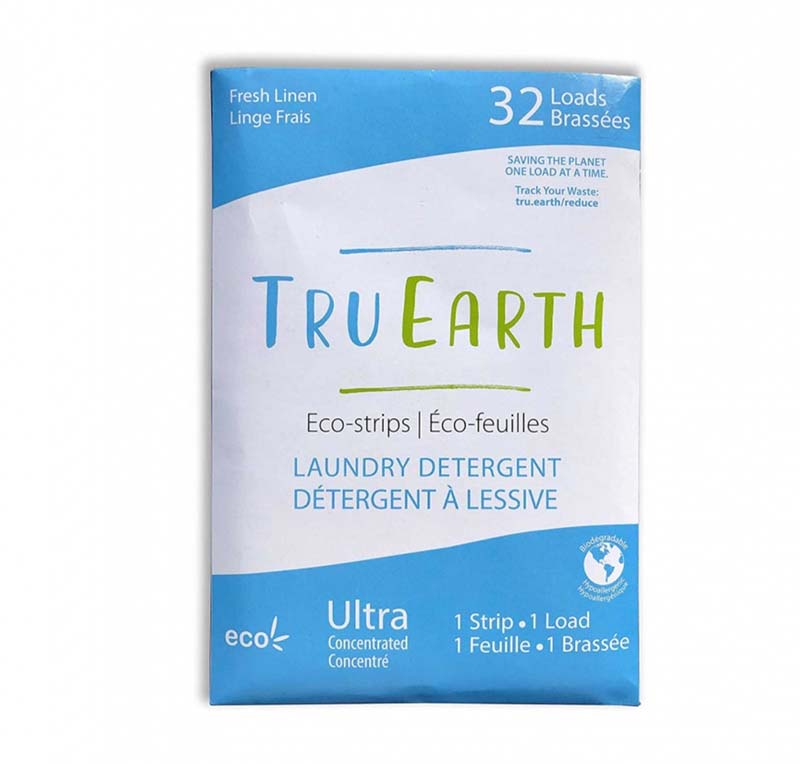 Fresh Linen
Linge Frais
32 Loads
Brassées
SAVING THE PLANET
ONE LOAD AT A TIME.
Track Your Waste:
tru.earth/reduce
TRU EARTH
Eco-strips | Éco-feuilles
LAUNDRY DETERGENT
DÉTERGENT À LESSIVE
Biodégradable
Hypoallergenic
Hypoallergénique
eco
Ultra
Concentrated
Concentré
1 Strip • 1 Load
1 Feuille • 1 Brassée